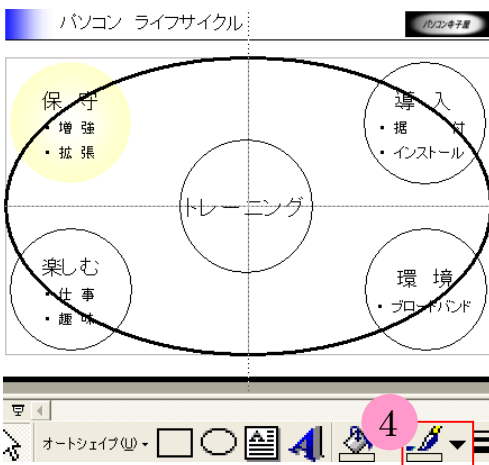 パソコン ライフサイクル
パソコン寺子屋
保 守
・ 増 強
・ 拡 張
導 入
・ 据 付
・ インストール
トレーニング
楽しむ
・ 仕 事
・ 趣 味
環 境
・ ブロードバンド
4
オートシェイプ(U)